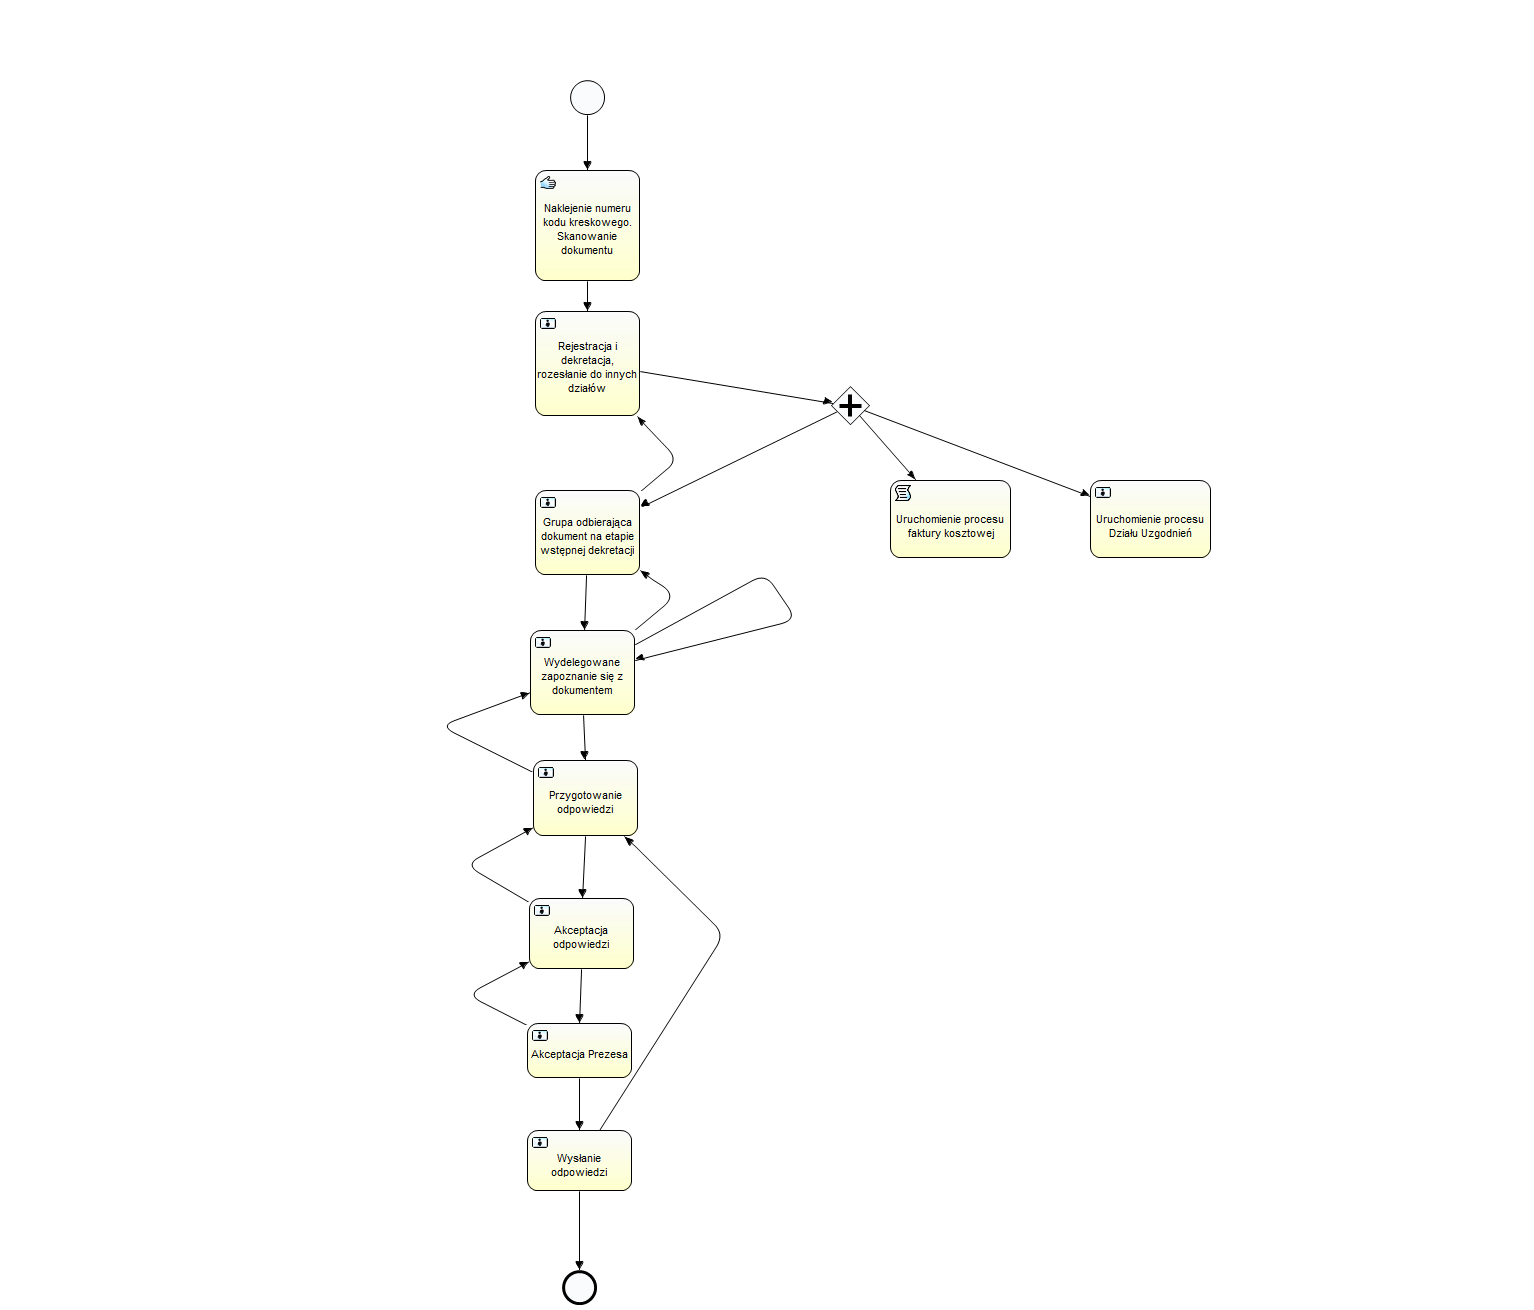 Naklejenie numeru
kodu kreskowego.
Skanowanie
dokumentu
Rejestracja i
dekretacja,
rozesłanie do innych
działów
Grupa odbierająca
dokument na etapie
wstępnej dekretacji
Uruchomienie procesu
faktury kosztowej
Uruchomienie procesu
Działu Uzgodnień
Wydelegowane
zapoznanie się z
dokumentem
Przygotowanie
odpowiedzi
Akceptacja
odpowiedzi
Akceptacja Prezesa
Wysłanie
odpowiedzi